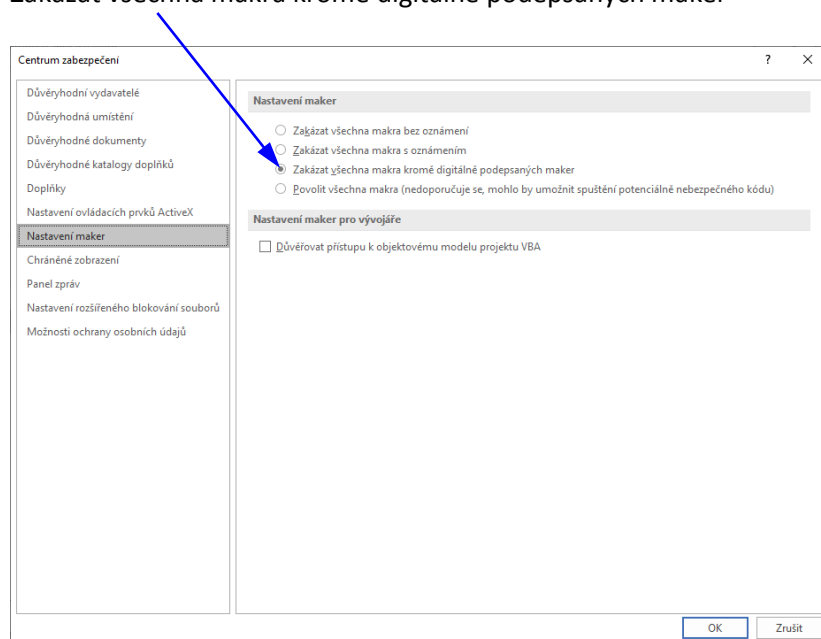 Zakázat všechna makra kromě digitálně podepsaných maker
Centrum zabezpečení ? ×
Důvěryhodní vydavatelé
Důvěryhodná umístění
Důvěryhodné dokumenty
Důvěryhodné katalogy doplňků
Doplňky
Nastavení ovládacích prvků ActiveX
Nastavení maker
Chráněné zobrazení
Panel zpráv
Nastavení rozšířeného blokování souborů
Možnosti ochrany osobních údajů
Nastavení maker
Zakázat všechna makra bez oznámení
Zakázat všechna makra s oznámením
Zakázat všechna makra kromě digitálně podepsaných maker
Povolit všechna makra (nedoporučuje se, mohlo by umožnit spuštění potenciálně nebezpečného kódu)
Nastavení maker pro vývojáře
Důvěřovat přístupu k objektovému modelu projektu VBA
OK Zrušit